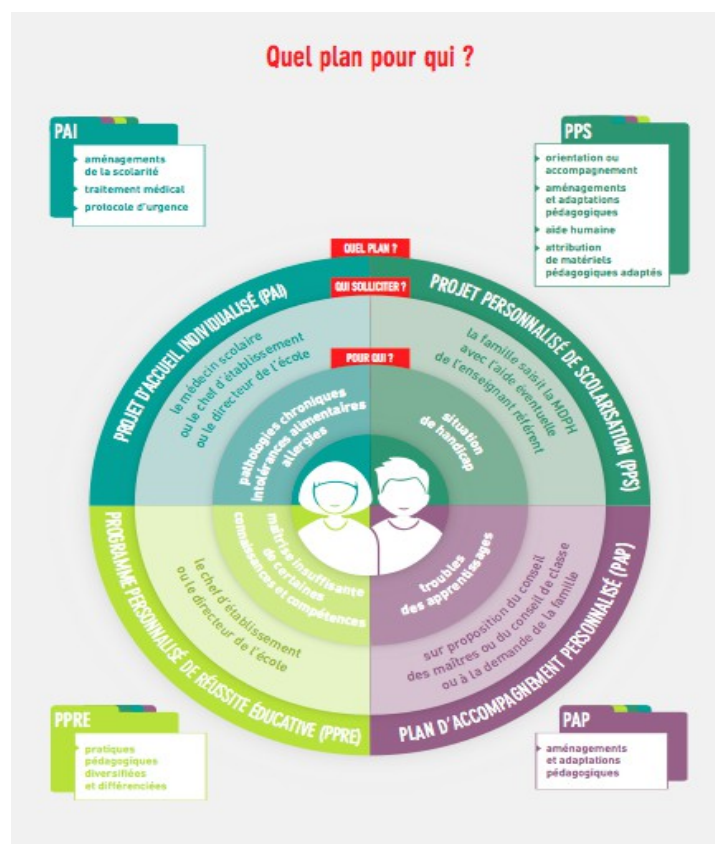 Quel plan pour qui ?
PAI
aménagements
de la scolarité
traitement médical
protocole d'urgence
PPS
orientation ou
accompagnement
aménagements
et adaptations
pédagogiques
aide humaine
attribution
de matériels
pédagogiques adaptés
QUEL PLAN ?
QUI SOLLICITER ?
POUR QUI ?
PROJET D'ACCUEIL INDIVIDUALISÉ (PAI)
le médecin scolaire
ou le chef d'établissement
ou le directeur de l'école
pathologies chroniques
intolérances alimentaires
allergies
PROJET PERSONNALISÉ DE SCOLARISATION (PPS)
la famille saisit la MDPH
avec l'aide éventuelle
de l'enseignant référent
situation
de handicap
PROGRAMME PERSONNALISÉ DE RÉUSSITE ÉDUCATIVE (PPRE)
le chef d'établissement
ou le directeur de l'école
maîtrise insuffisante
de certaines
connaissances et compétences
PLAN D'ACCOMPAGNEMENT PERSONNALISÉ (PAP)
sur proposition du conseil
des maîtres ou du conseil de classe
ou à la demande de la famille
troubles
des apprentissages
PPRE
pratiques
pédagogiques
diversifiées
et différenciées
PAP
aménagements
et adaptations
pédagogiques